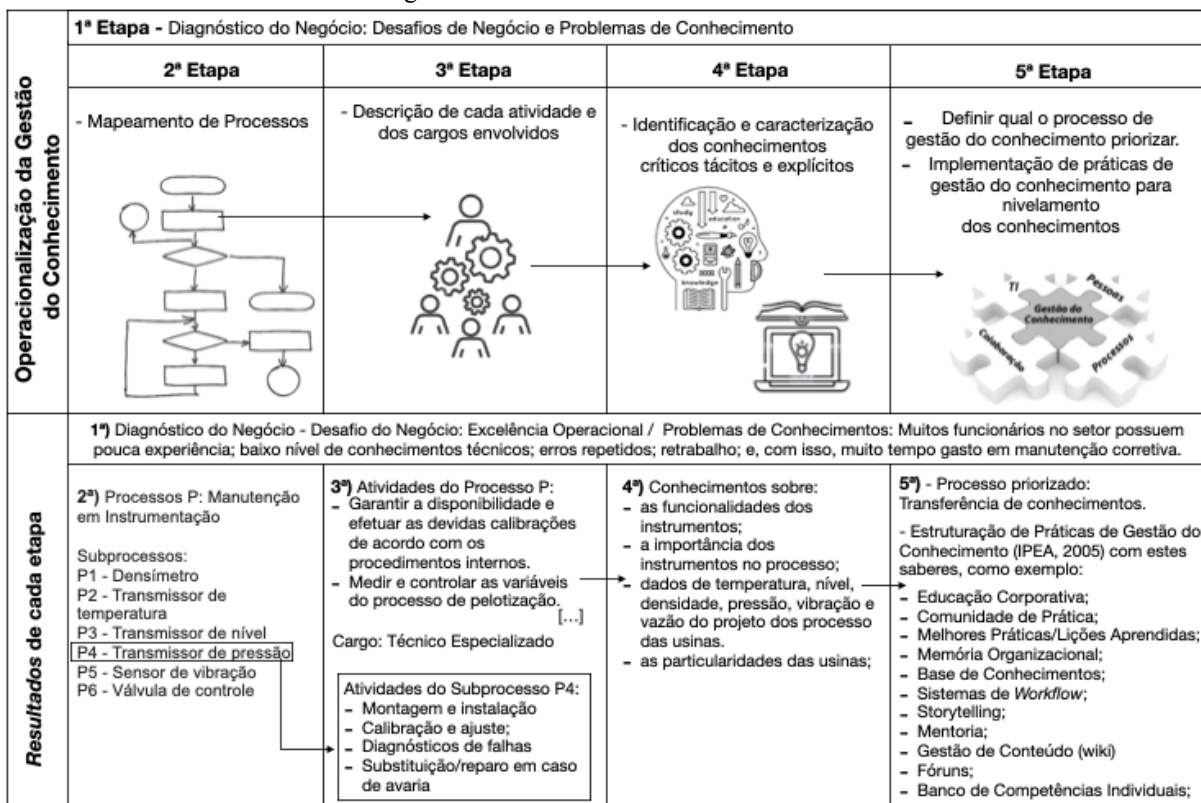 1ª Etapa - Diagnóstico do Negócio: Desafios de Negócio e Problemas de Conhecimento
Operacionalização da Gestão
do Conhecimento
2ª Etapa
3ª Etapa
4ª Etapa
5ª Etapa
- Mapeamento de Processos
- Descrição de cada atividade e
dos cargos envolvidos
- Identificação e caracterização
dos conhecimentos
críticos tácitos e explícitos
- Definir qual o processo de
gestão do conhecimento priorizar.
- Implementação de práticas de
gestão do conhecimento para
nivelamento
dos conhecimentos
study
education
knowledge
TI
Pessoas
Gestão do
Conhecimento
Colaboração
Processos
Resultados de cada etapa
1ª) Diagnóstico do Negócio - Desafio do Negócio: Excelência Operacional / Problemas de Conhecimentos: Muitos funcionários no setor possuem
pouca experiência; baixo nível de conhecimentos técnicos; erros repetidos; retrabalho; e, com isso, muito tempo gasto em manutenção corretiva.
2ª) Processos P: Manutenção
em Instrumentação
Subprocessos:
P1 - Densímetro
P2 - Transmissor de
temperatura
P3 - Transmissor de nível
P4 - Transmissor de pressão
P5 - Sensor de vibração
P6 - Válvula de controle
3ª) Atividades do Processo P:
- Garantir a disponibilidade e
efetuar as devidas calibrações
de acordo com os
procedimentos internos.
- Medir e controlar as variáveis
do processo de pelotização.
[...]
Cargo: Técnico Especializado
Atividades do Subprocesso P4:
- Montagem e instalação
- Calibração e ajuste;
- Diagnósticos de falhas
- Substituição/reparo em caso
de avaria
4ª) Conhecimentos sobre:
- as funcionalidades dos
instrumentos;
- a importância dos
instrumentos no processo;
- dados de temperatura, nível,
densidade, pressão, vibração e
vazão do projeto dos processo
das usinas.
- as particularidades das usinas;
5ª) - Processo priorizado:
Transferência de conhecimentos.
- Estruturação de Práticas de Gestão do
Conhecimento (IPEA, 2005) com estes
saberes, como exemplo:
- Educação Corporativa;
- Comunidade de Prática;
- Melhores Práticas/Lições Aprendidas;
- Memória Organizacional;
- Base de Conhecimentos;
- Sistemas de Workflow;
- Storytelling;
- Mentoria;
- Gestão de Conteúdo (wiki)
- Fóruns;
- Banco de Competências Individuais;